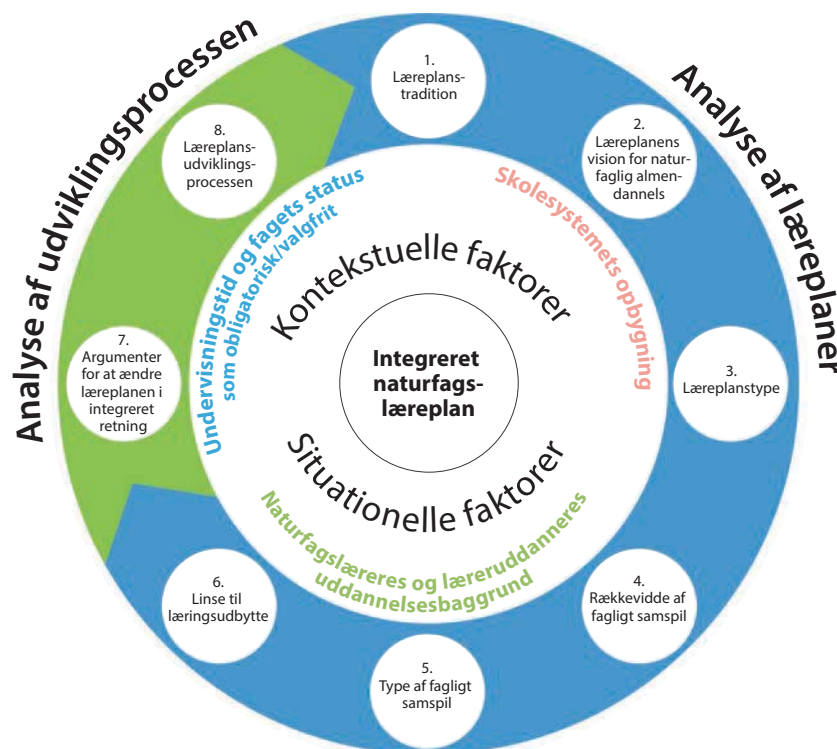 Analyse af udviklingsprocessen
Analyse af læreplaner
1.
Læreplans-
tradition
2.
Læreplanens
vision for natur-
faglig almen-
dannels
3.
Læreplanstype
4.
Rækkevidde af
fagligt samspil
5.
Type af fagligt
samspil
6.
Linse til
læringsudbytte
7.
Argumenter
for at ændre
læreplanen i
integreret
retning
8.
Læreplans-
udviklings-
processen
Undervisningstid og fagets status
som obligatorisk/valgfrit
Skolesystemets opbygning
Kontekstuelle faktorer
Integreret
naturfags-
læreplan
Situationelle faktorer
Naturfagslæreres og læreruddanneres
uddannelsesbaggrund